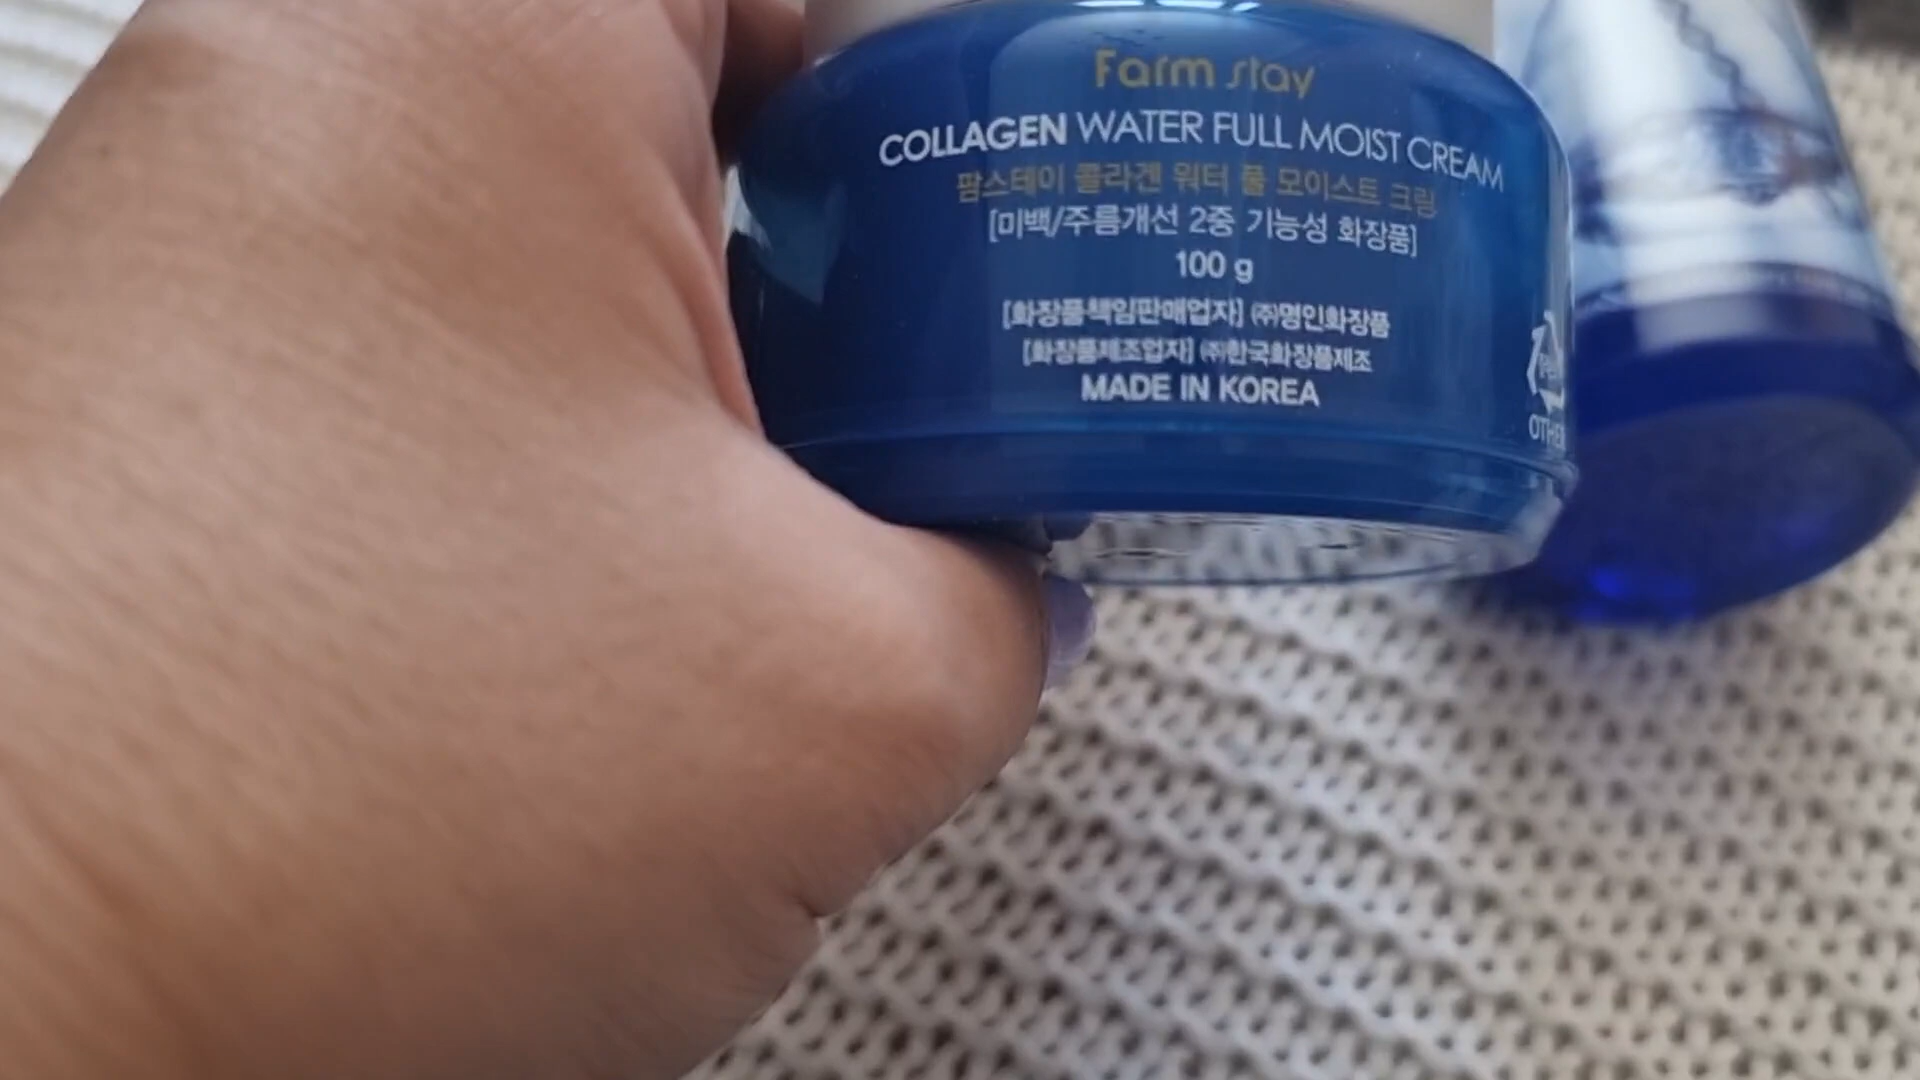 Farm stay
COLLAGEN WATER FULL MOIST CREAM
팜스테이 콜라겐 워터 풀 모이스트 크림
[미백/주름개선 2중 기능성 화장품]
100 g
[화장품책임판매업자] ㈜명인화장품
[화장품제조업자] ㈜한국화장품제조
MADE IN KOREA